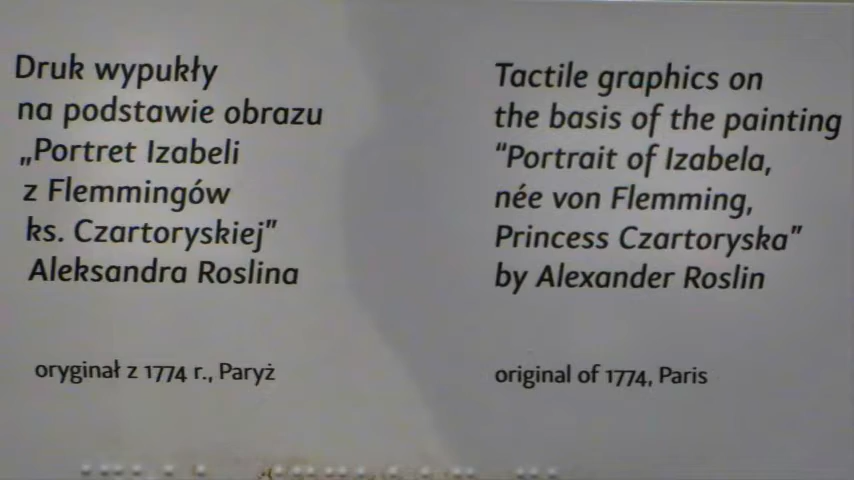 Druk wypukły
na podstawie obrazu
„Portret Izabeli
z Flemmingów
ks. Czartoryskiej”
Aleksandra Roslina
oryginał z 1774 r., Paryż
Tactile graphics on
the basis of the painting
“Portrait of Izabela,
née von Flemming,
Princess Czartoryska”
by Alexander Roslin
original of 1774, Paris